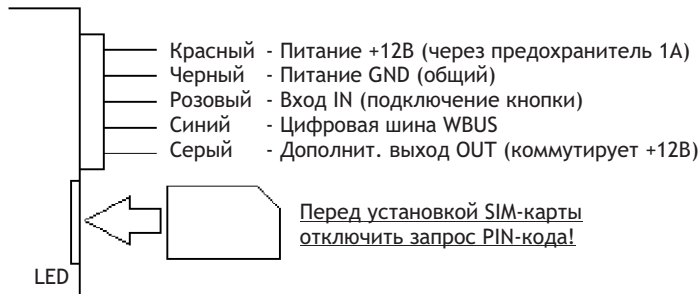 Красный - Питание +12В (через предохранитель 1А)
Черный - Питание GND (общий)
Розовый - Вход IN (подключение кнопки)
Синий - Цифровая шина WBUS
Серый - Дополнит. выход OUT (коммутирует +12В)
Перед установкой SIM-карты
отключить запрос PIN-кода!
LED